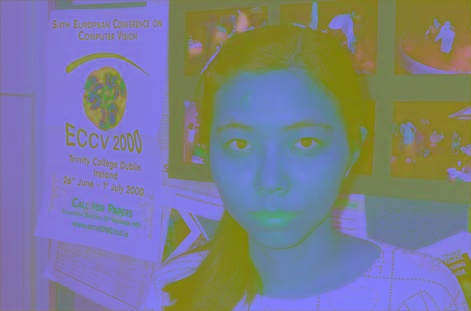 SIXTH EUROPEAN CONFERENCE ON
COMPUTER VISION
ECCV 2000
Trinity College Dublin,
Ireland
26th June - 1st July 2000
CALL FOR PAPERS